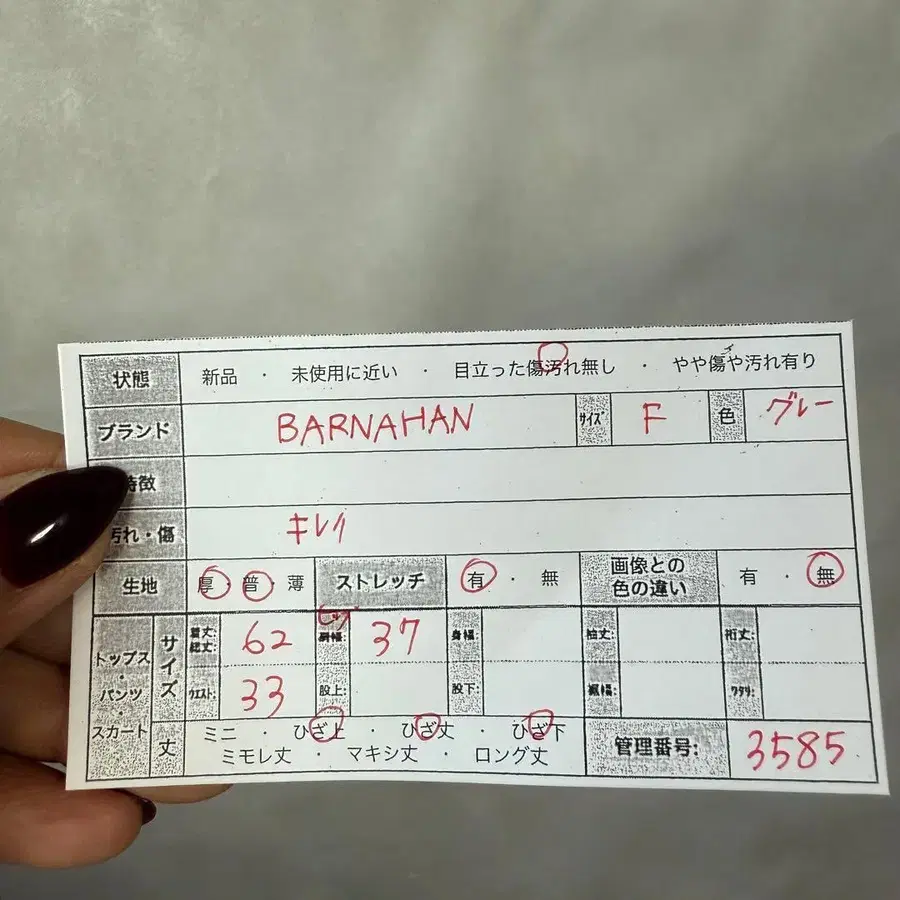 状態 新品 ・ 未使用に近い ・ 目立った傷汚れ無し ・ やや傷や汚れ有り
ブランド BARNAHAN ｻｲｽﾞ F 色 グレー
特徴
汚れ・傷 キレイ
生地 厚・普・薄 ストレッチ 有 ・ 無 画像との色の違い 有 ・ 無
トップス・パンツ・スカート サイズ 着丈:総丈: 62 37 身幅: 袖丈: 裄丈:
ｳｴｽﾄ: 33 股上: 股下: 裾幅: ﾜﾀﾘ:
丈 ミニ ・ ひざ上 ・ ひざ丈 ・ ひざ下
ミモレ丈 ・ マキシ丈 ・ ロング丈
管理番号: 3585